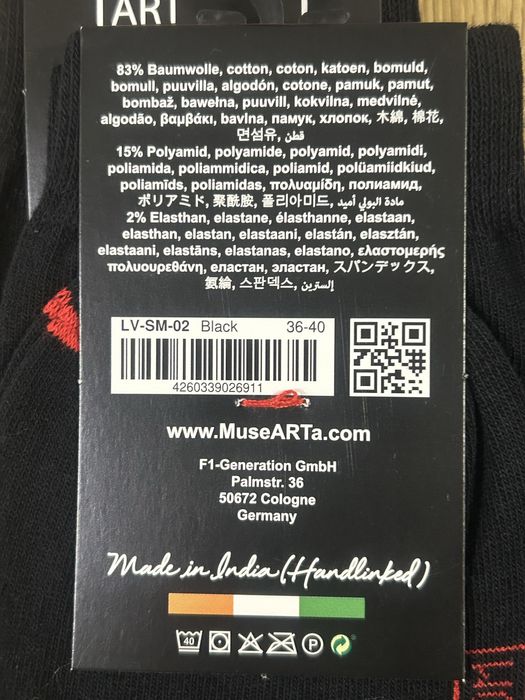 ART
83% Baumwolle, cotton, coton, katoen, bomuld,
bomull, puuvilla, algodón, cotone, pamuk, pamut,
bombaž, bawełna, puuvill, kokvilna, medvilnė,
algodão, βαμβάκι, bavlna, памук, хлопок, 木綿, 棉花,
면섬유, قطن
15% Polyamid, polyamide, polyamid, polyamidi,
poliamida, poliammidica, poliamid, polüamiidkiud,
poliamīds, poliamidas, πολυαμίδη, полиамид,
ポリアミド, 聚酰胺, 폴리아미드, مادة البولي أميد
2% Elasthan, elastane, élasthanne, elastaan,
elasthan, elastan, elastaani, elastán, elasztán,
elastaani, elastāns, elastanas, elastano, ελαστομερής
πολυουρεθάνη, еластан, эластан, スパンデックス,
氨綸, 스판덱스, إلسترين
LV-SM-02 Black 36-40
4260339026911
www.MuseARTa.com
F1-Generation GmbH
Palmstr. 36
50672 Cologne
Germany
Made in India (Handlinked)
40 P